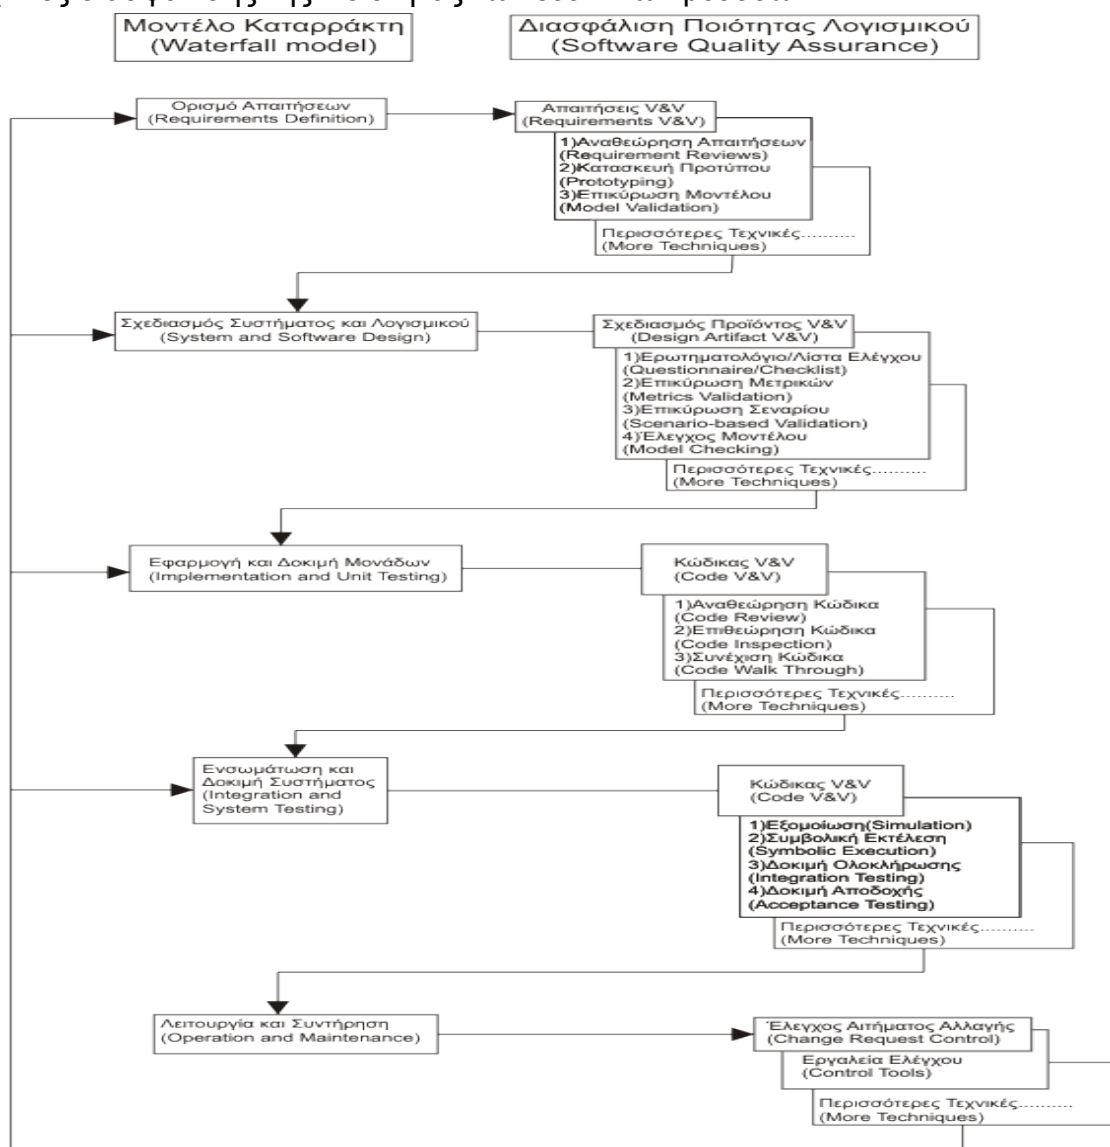 Μοντέλο Καταρράκτη
(Waterfall model)
Διασφάλιση Ποιότητας Λογισμικού
(Software Quality Assurance)
Ορισμό Απαιτήσεων
(Requirements Definition)
Απαιτήσεις V&V
(Requirements V&V)
1)Αναθεώρηση Απαιτήσεων
(Requirement Reviews)
2)Κατασκευή Προτύπου
(Prototyping)
3)Επικύρωση Μοντέλου
(Model Validation)
Περισσότερες Τεχνικές..........
(More Techniques)
Σχεδιασμός Συστήματος και Λογισμικού
(System and Software Design)
Σχεδιασμός Προϊόντος V&V
(Design Artifact V&V)
1)Ερωτηματολόγιο/Λίστα Ελέγχου
(Questionnaire/Checklist)
2)Επικύρωση Μετρικών
(Metrics Validation)
3)Επικύρωση Σεναρίου
(Scenario-based Validation)
4)Έλεγχος Μοντέλου
(Model Checking)
Περισσότερες Τεχνικές..........
(More Techniques)
Εφαρμογή και Δοκιμή Μονάδων
(Implementation and Unit Testing)
Κώδικας V&V
(Code V&V)
1)Αναθεώρηση Κώδικα
(Code Review)
2)Επιθεώρηση Κώδικα
(Code Inspection)
3)Συνέχιση Κώδικα
(Code Walk Through)
Περισσότερες Τεχνικές..........
(More Techniques)
Ενσωμάτωση και
Δοκιμή Συστήματος
(Integration and
System Testing)
Κώδικας V&V
(Code V&V)
1)Εξομοίωση(Simulation)
2)Συμβολική Εκτέλεση
(Symbolic Execution)
3)Δοκιμή Ολοκλήρωσης
(Integration Testing)
4)Δοκιμή Αποδοχής
(Acceptance Testing)
Περισσότερες Τεχνικές..........
(More Techniques)
Λειτουργία και Συντήρηση
(Operation and Maintenance)
Έλεγχος Αιτήματος Αλλαγής
(Change Request Control)
Εργαλεία Ελέγχου
(Control Tools)
Περισσότερες Τεχνικές..........
(More Techniques)